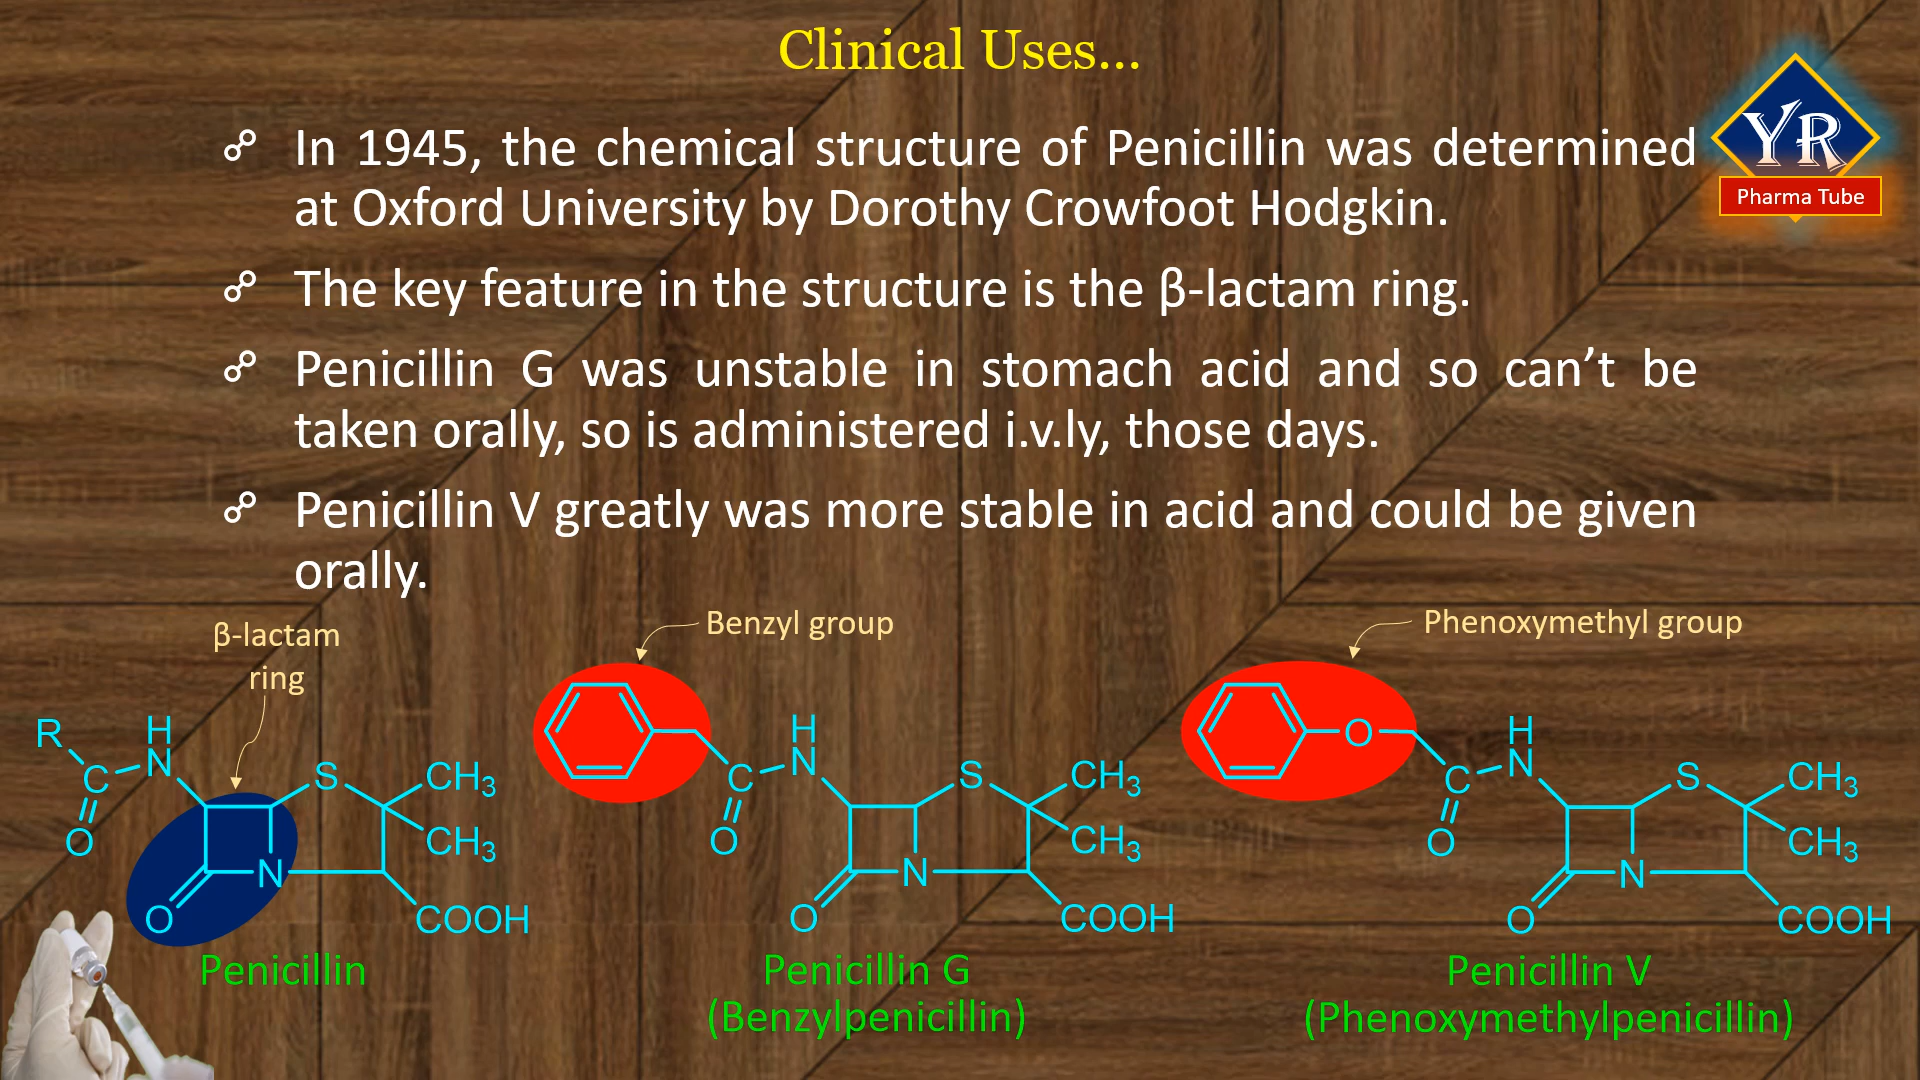 Clinical Uses...
YR
Pharma Tube
In 1945, the chemical structure of Penicillin was determined
at Oxford University by Dorothy Crowfoot Hodgkin.
The key feature in the structure is the β-lactam ring.
Penicillin G was unstable in stomach acid and so can’t be
taken orally, so is administered i.v.ly, those days.
Penicillin V greatly was more stable in acid and could be given
orally.
β-lactam
ring
Benzyl group
Phenoxymethyl group
R
C
O
H
N
S
CH3
CH3
N
O
COOH
Penicillin
C
O
H
N
S
CH3
CH3
N
O
COOH
Penicillin G
(Benzylpenicillin)
O
C
O
H
N
S
CH3
CH3
N
O
COOH
Penicillin V
(Phenoxymethylpenicillin)